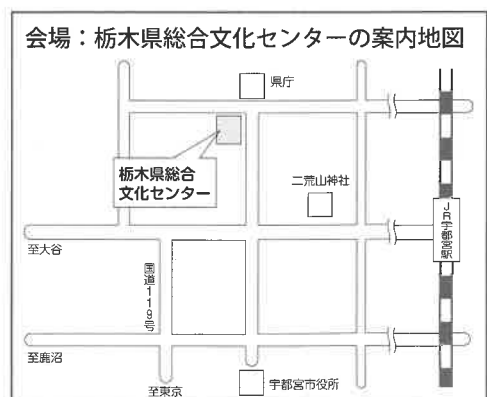 会場：栃木県総合文化センターの案内地図
県庁
栃木県総合
文化センター
二荒山神社
JR宇都宮駅
至大谷
国道119号
至鹿沼
至東京
宇都宮市役所